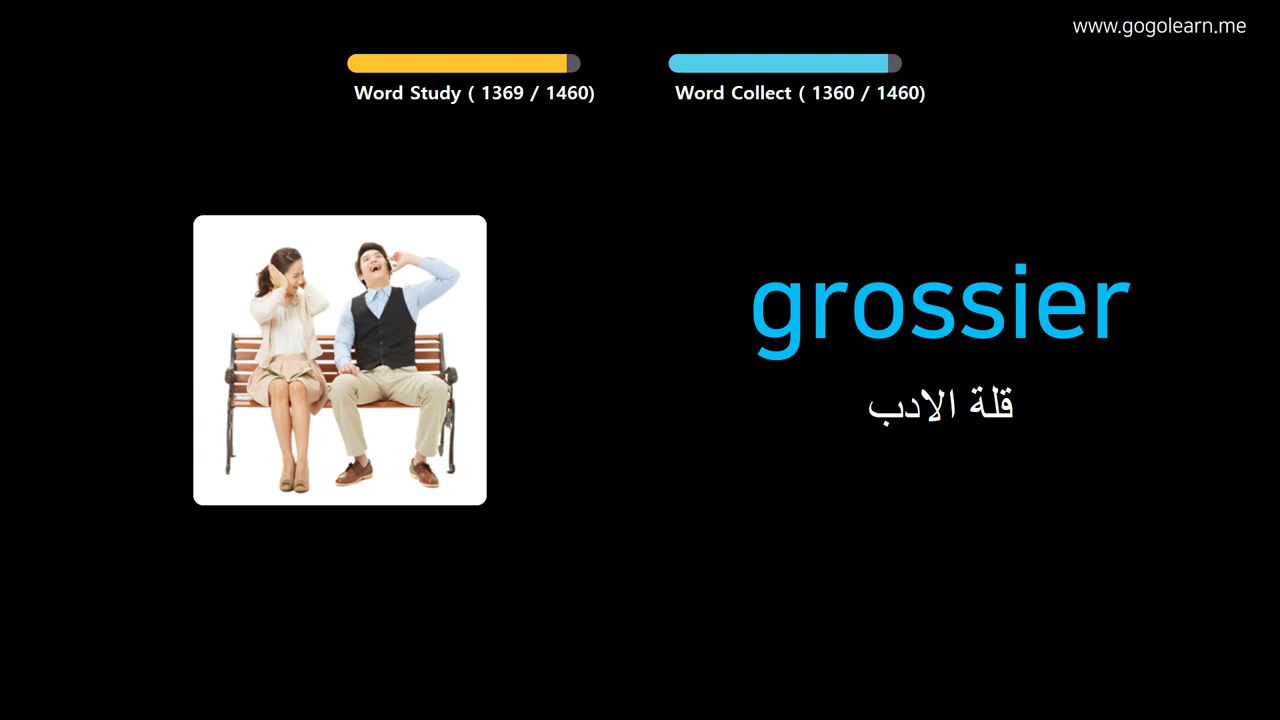 www.gogolearn.me
Word Study ( 1369 / 1460)
Word Collect ( 1360 / 1460)
grossier
قلة الادب